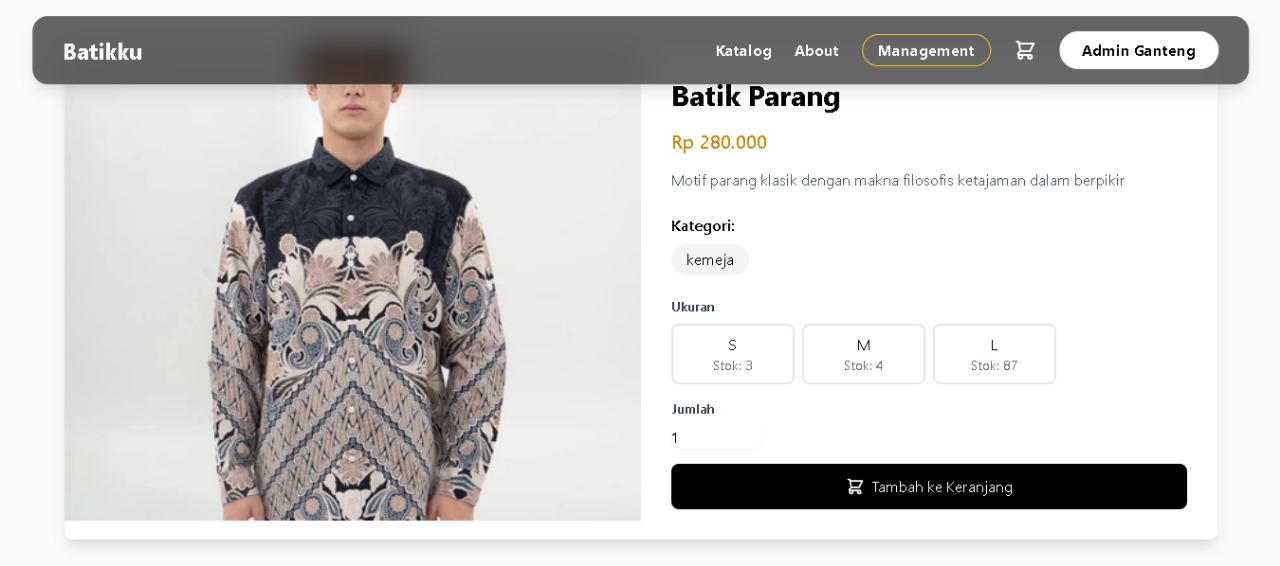 Batikku
Katalog
About
Management
Admin Ganteng
Batik Parang
Rp 280.000
Motif parang klasik dengan makna filosofis ketajaman dalam berpikir
Kategori:
kemeja
Ukuran
S
Stok: 3
M
Stok: 4
L
Stok: 87
Jumlah
1
Tambah ke Keranjang